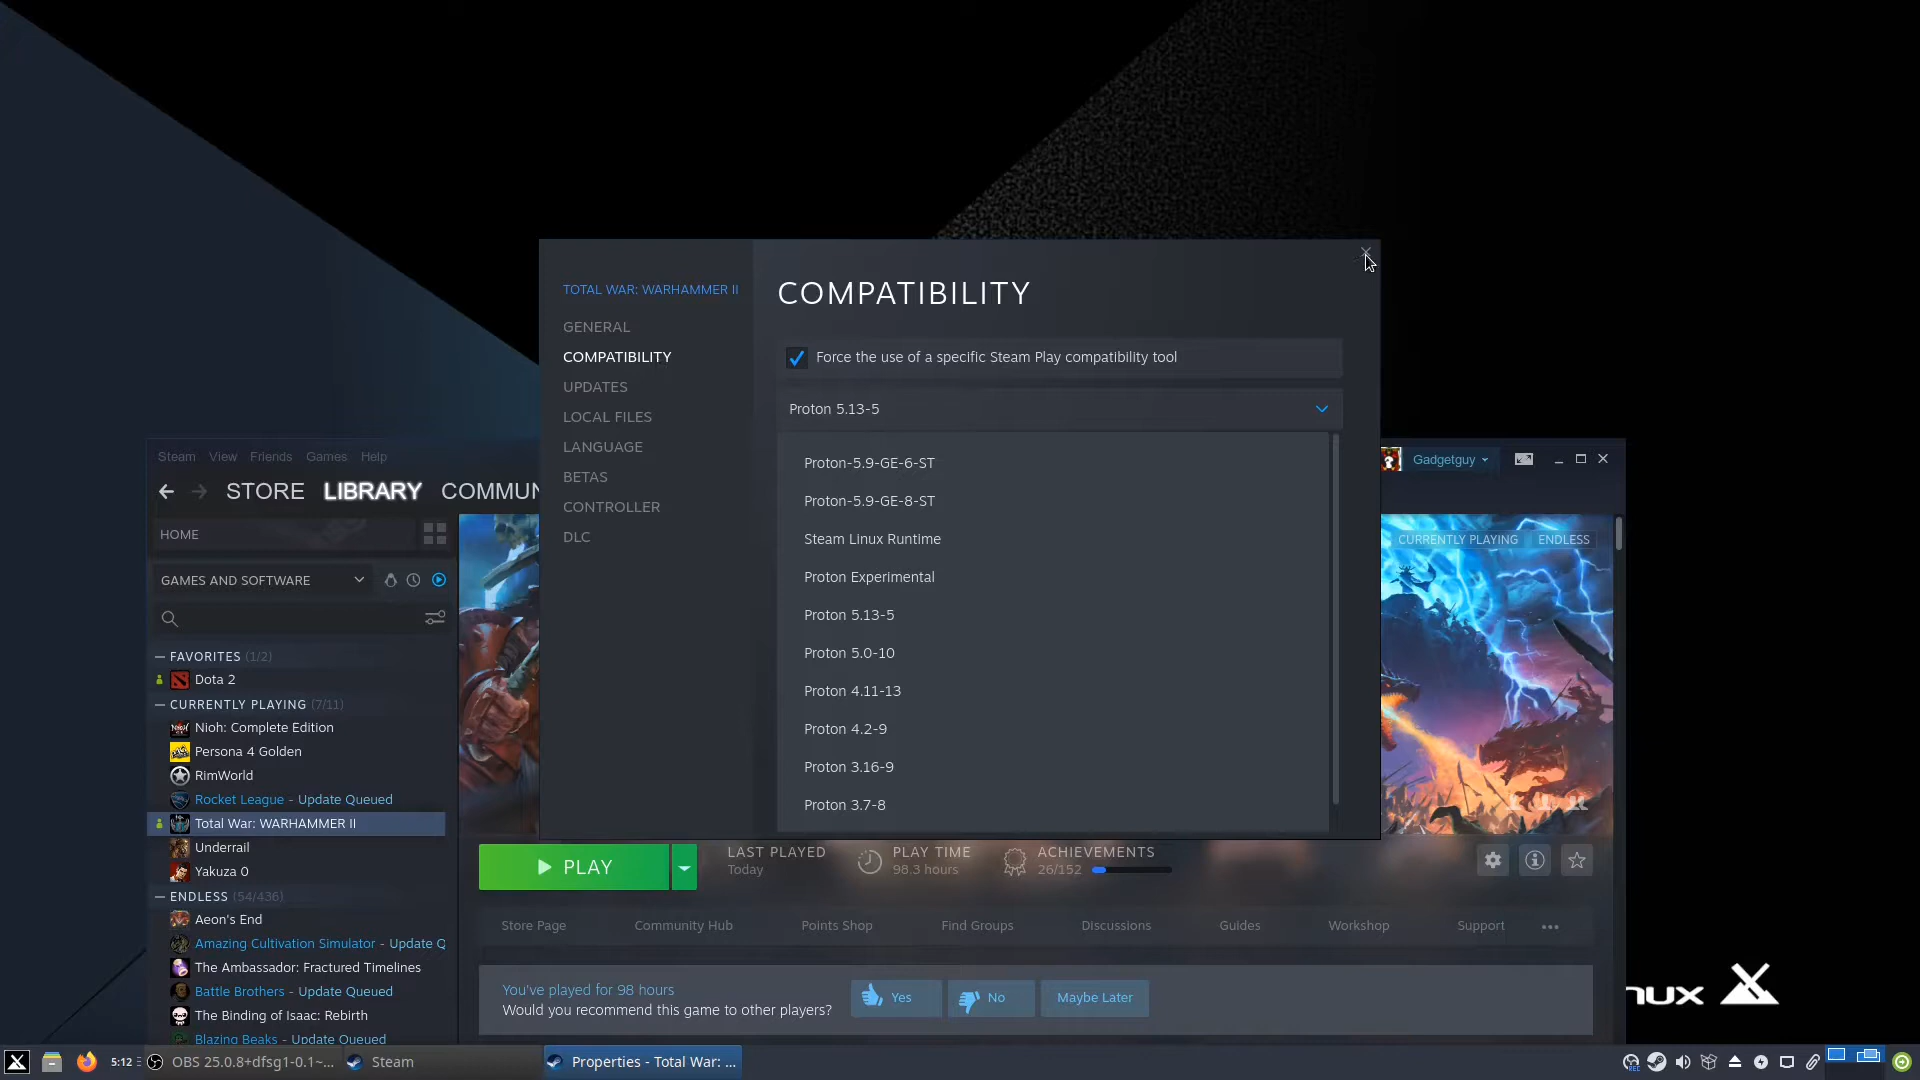 TOTAL WAR: WARHAMMER II
GENERAL
COMPATIBILITY
UPDATES
LOCAL FILES
LANGUAGE
BETAS
CONTROLLER
DLC
COMPATIBILITY
Force the use of a specific Steam Play compatibility tool
Proton 5.13-5
Proton-5.9-GE-6-ST
Proton-5.9-GE-8-ST
Steam Linux Runtime
Proton Experimental
Proton 5.13-5
Proton 5.0-10
Proton 4.11-13
Proton 4.2-9
Proton 3.16-9
Proton 3.7-8
Steam View Friends Games Help
Gadgetguy
STORE LIBRARY COMMUN
HOME
CURRENTLY PLAYING ENDLESS
GAMES AND SOFTWARE
— FAVORITES (1/2)
Dota 2
— CURRENTLY PLAYING (7/11)
Nioh: Complete Edition
Persona 4 Golden
RimWorld
Rocket League - Update Queued
Total War: WARHAMMER II
Underrail
Yakuza 0
— ENDLESS (54/436)
Aeon's End
Amazing Cultivation Simulator - Update Q
The Ambassador: Fractured Timelines
Battle Brothers - Update Queued
The Binding of Isaac: Rebirth
Blazing Beaks - Update Queued
PLAY
LAST PLAYED
Today
PLAY TIME
98.3 hours
ACHIEVEMENTS
26/152
Store Page Community Hub Points Shop Find Groups Discussions Guides Workshop Support
You've played for 98 hours
Would you recommend this game to other players?
Yes No Maybe Later
nux
5:12
OBS 25.0.8+dfsg1-0.1~...
Steam
Properties - Total War: ...
REC